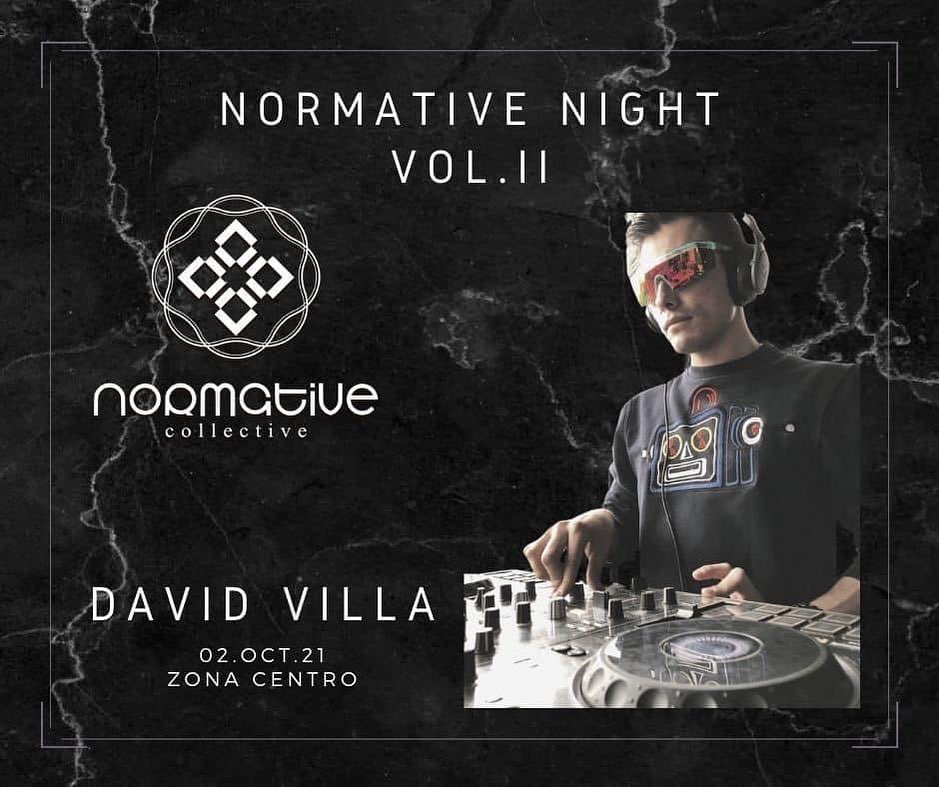 NORMATIVE NIGHT
VOL.II
normative
collective
DAVID VILLA
02.OCT.21
ZONA CENTRO